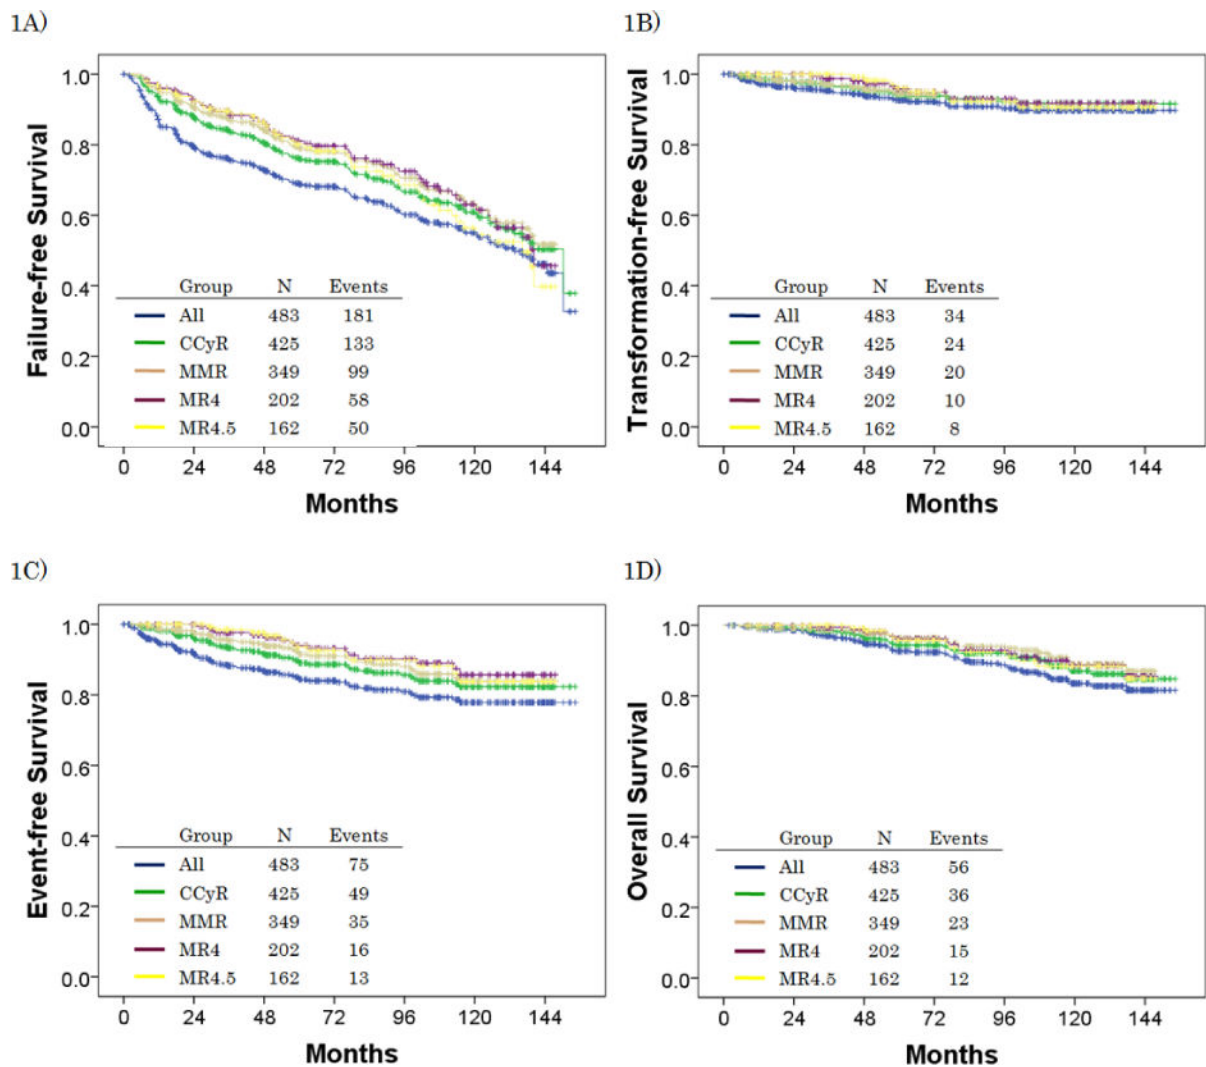 1A)
Failure-free Survival
1.0
0.8
0.6
0.4
0.2
0.0
Group N Events
All 483 181
CCyR 425 133
MMR 349 99
MR4 202 58
MR4.5 162 50
0 24 48 72 96 120 144
Months
1B)
Transformation-free Survival
1.0
0.8
0.6
0.4
0.2
0.0
Group N Events
All 483 34
CCyR 425 24
MMR 349 20
MR4 202 10
MR4.5 162 8
0 24 48 72 96 120 144
Months
1C)
Event-free Survival
1.0
0.8
0.6
0.4
0.2
0.0
Group N Events
All 483 75
CCyR 425 49
MMR 349 35
MR4 202 16
MR4.5 162 13
0 24 48 72 96 120 144
Months
1D)
Overall Survival
1.0
0.8
0.6
0.4
0.2
0.0
Group N Events
All 483 56
CCyR 425 36
MMR 349 23
MR4 202 15
MR4.5 162 12
0 24 48 72 96 120 144
Months